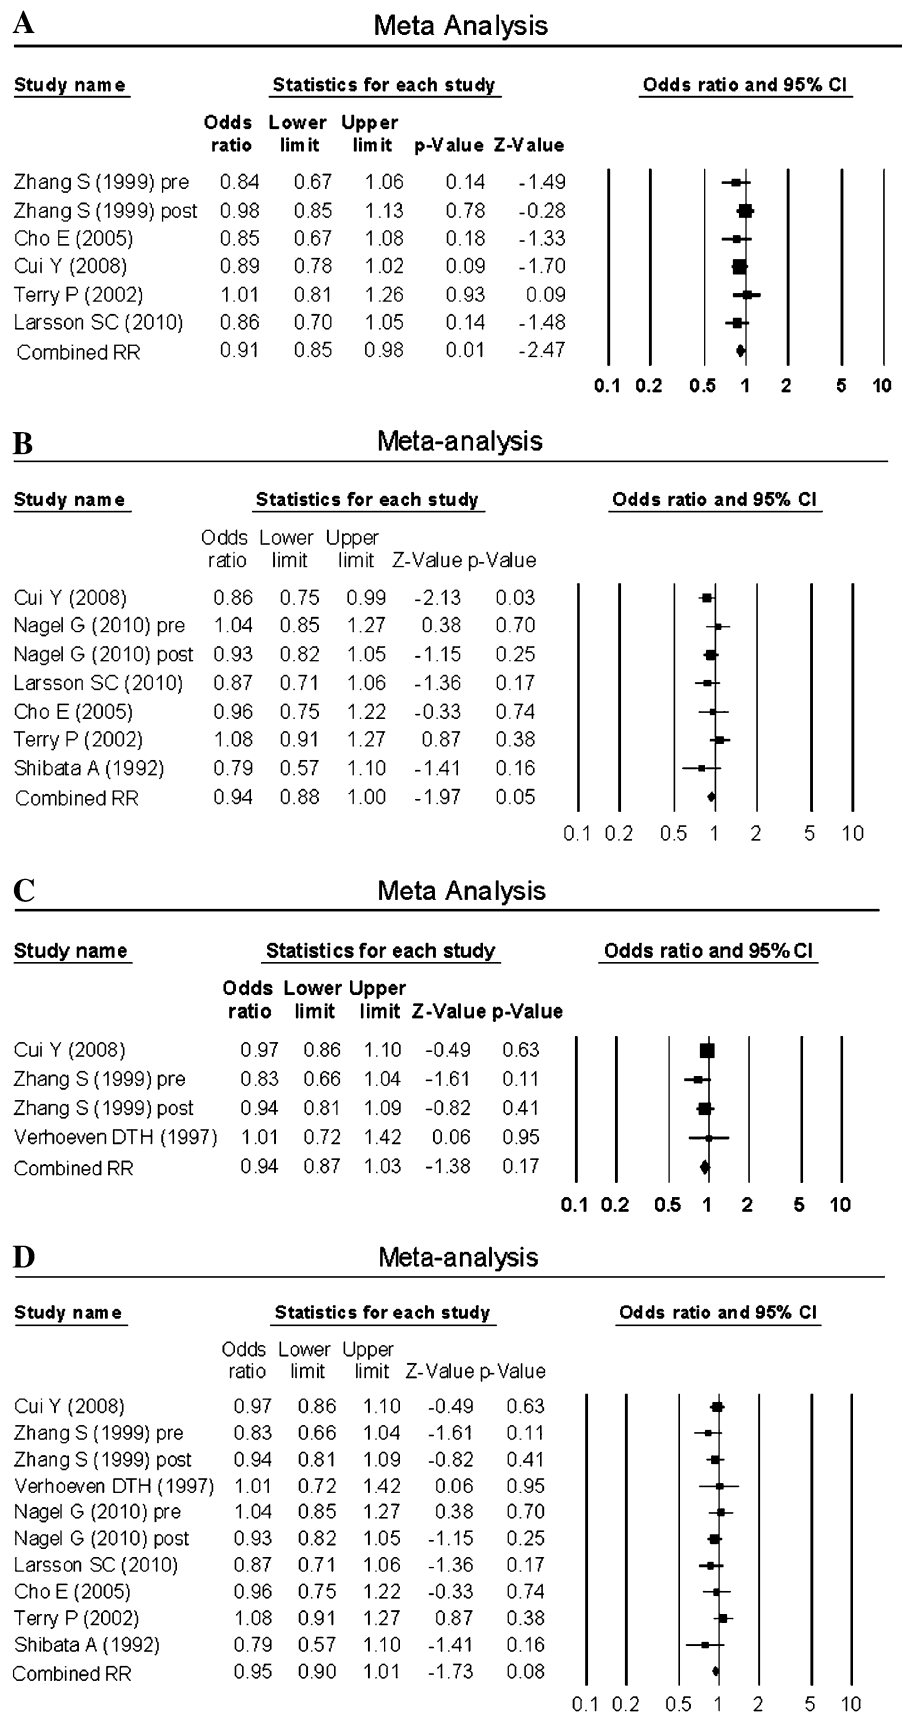 A Meta Analysis
Study name Statistics for each study Odds ratio and 95% CI
Odds Lower Upper
ratio limit limit p-Value Z-Value
Zhang S (1999) pre 0.84 0.67 1.06 0.14 -1.49
Zhang S (1999) post 0.98 0.85 1.13 0.78 -0.28
Cho E (2005) 0.85 0.67 1.08 0.18 -1.33
Cui Y (2008) 0.89 0.78 1.02 0.09 -1.70
Terry P (2002) 1.01 0.81 1.26 0.93 0.09
Larsson SC (2010) 0.86 0.70 1.05 0.14 -1.48
Combined RR 0.91 0.85 0.98 0.01 -2.47
0.1 0.2 0.5 1 2 5 10
B Meta-analysis
Study name Statistics for each study Odds ratio and 95% CI
Odds Lower Upper
ratio limit limit Z-Value p-Value
Cui Y (2008) 0.86 0.75 0.99 -2.13 0.03
Nagel G (2010) pre 1.04 0.85 1.27 0.38 0.70
Nagel G (2010) post 0.93 0.82 1.05 -1.15 0.25
Larsson SC (2010) 0.87 0.71 1.06 -1.36 0.17
Cho E (2005) 0.96 0.75 1.22 -0.33 0.74
Terry P (2002) 1.08 0.91 1.27 0.87 0.38
Shibata A (1992) 0.79 0.57 1.10 -1.41 0.16
Combined RR 0.94 0.88 1.00 -1.97 0.05
0.1 0.2 0.5 1 2 5 10
C Meta Analysis
Study name Statistics for each study Odds ratio and 95% CI
Odds Lower Upper
ratio limit limit Z-Value p-Value
Cui Y (2008) 0.97 0.86 1.10 -0.49 0.63
Zhang S (1999) pre 0.83 0.66 1.04 -1.61 0.11
Zhang S (1999) post 0.94 0.81 1.09 -0.82 0.41
Verhoeven DTH (1997) 1.01 0.72 1.42 0.06 0.95
Combined RR 0.94 0.87 1.03 -1.38 0.17
0.1 0.2 0.5 1 2 5 10
D Meta-analysis
Study name Statistics for each study Odds ratio and 95% CI
Odds Lower Upper
ratio limit limit Z-Value p-Value
Cui Y (2008) 0.97 0.86 1.10 -0.49 0.63
Zhang S (1999) pre 0.83 0.66 1.04 -1.61 0.11
Zhang S (1999) post 0.94 0.81 1.09 -0.82 0.41
Verhoeven DTH (1997) 1.01 0.72 1.42 0.06 0.95
Nagel G (2010) pre 1.04 0.85 1.27 0.38 0.70
Nagel G (2010) post 0.93 0.82 1.05 -1.15 0.25
Larsson SC (2010) 0.87 0.71 1.06 -1.36 0.17
Cho E (2005) 0.96 0.75 1.22 -0.33 0.74
Terry P (2002) 1.08 0.91 1.27 0.87 0.38
Shibata A (1992) 0.79 0.57 1.10 -1.41 0.16
Combined RR 0.95 0.90 1.01 -1.73 0.08
0.1 0.2 0.5 1 2 5 10